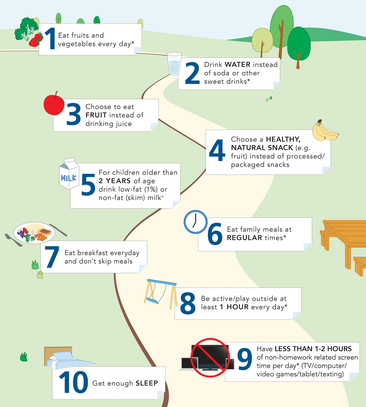 1 Eat fruits and
vegetables every day*
2 Drink WATER instead
of soda or other
sweet drinks*
3 Choose to eat
FRUIT instead of
drinking juice
4 Choose a HEALTHY,
NATURAL SNACK (e.g.
fruit) instead of processed/
packaged snacks
MILK
5 For children older than
2 YEARS of age
drink low-fat (1%) or
non-fat (skim) milk⁺
6 Eat family meals at
REGULAR times*
7 Eat breakfast everyday
and don't skip meals
8 Be active/play outside at
least 1 HOUR every day*
9 Have LESS THAN 1-2 HOURS
of non-homework related screen
time per day* (TV/computer/
video games/tablet/texting)
10 Get enough SLEEP